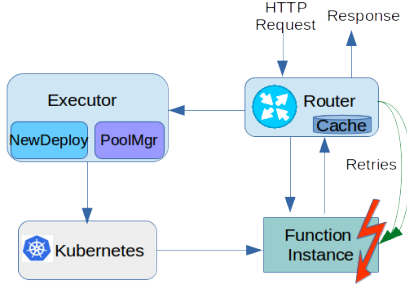 HTTP
Request
Response
Executor
NewDeploy
PoolMgr
Router
Cache
Retries
Kubernetes
Function
Instance